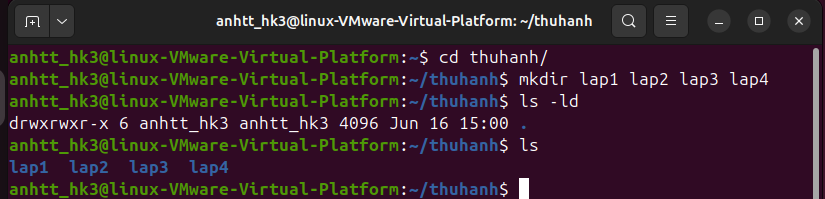 anhtt_hk3@linux-VMware-Virtual-Platform: ~/thuhanh
anhtt_hk3@linux-VMware-Virtual-Platform:~$ cd thuhanh/
anhtt_hk3@linux-VMware-Virtual-Platform:~/thuhanh$ mkdir lap1 lap2 lap3 lap4
anhtt_hk3@linux-VMware-Virtual-Platform:~/thuhanh$ ls -ld
drwxrwxr-x 6 anhtt_hk3 anhtt_hk3 4096 Jun 16 15:00 .
anhtt_hk3@linux-VMware-Virtual-Platform:~/thuhanh$ ls
lap1  lap2  lap3  lap4
anhtt_hk3@linux-VMware-Virtual-Platform:~/thuhanh$